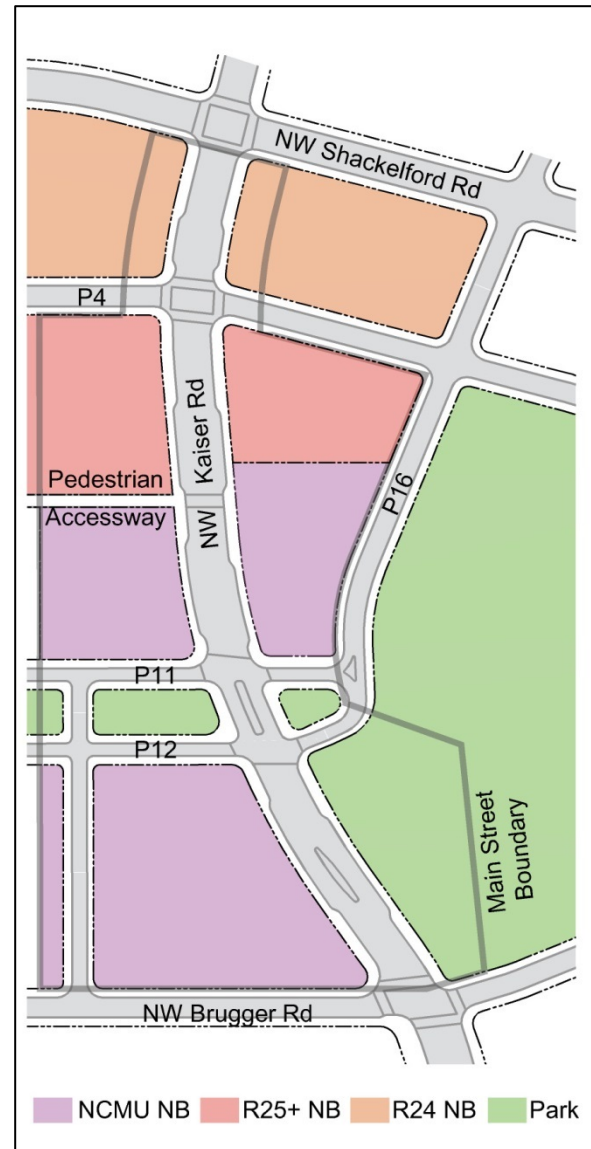 NW Shackelford Rd
P4
NW Kaiser Rd
Pedestrian
Accessway
P16
P11
P12
Main Street
Boundary
NW Brugger Rd
NCMU NB R25+ NB R24 NB Park